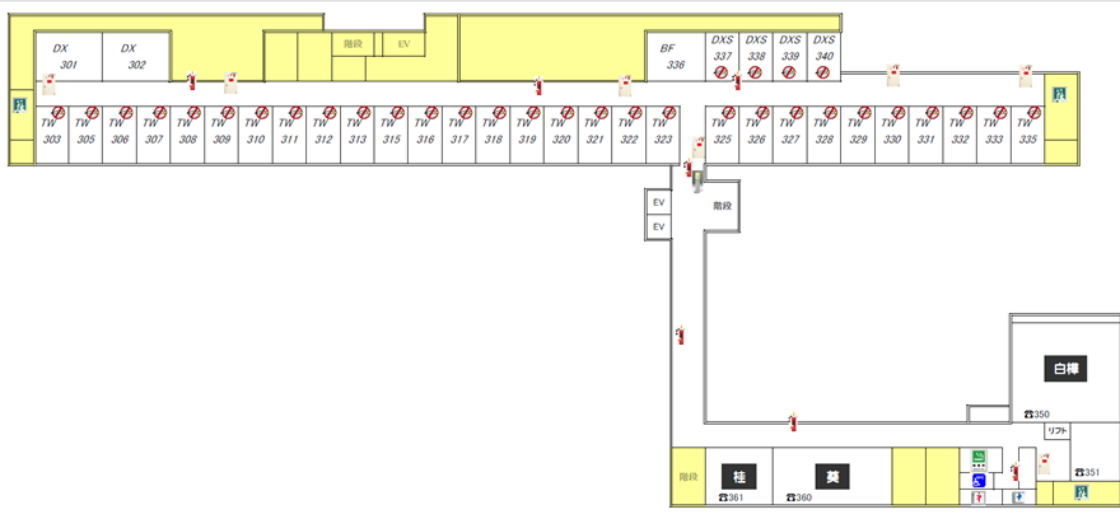 DX
301
DX
302
階段
EV
BF
336
DXS
337
DXS
338
DXS
339
DXS
340
TW
303
TW
305
TW
306
TW
307
TW
308
TW
309
TW
310
TW
311
TW
312
TW
313
TW
315
TW
316
TW
317
TW
318
TW
319
TW
320
TW
321
TW
322
TW
323
TW
325
TW
326
TW
327
TW
328
TW
329
TW
330
TW
331
TW
332
TW
333
TW
335
EV
EV
階段
白樺
☎350
リフト
☎351
階段
桂
☎361
葵
☎360